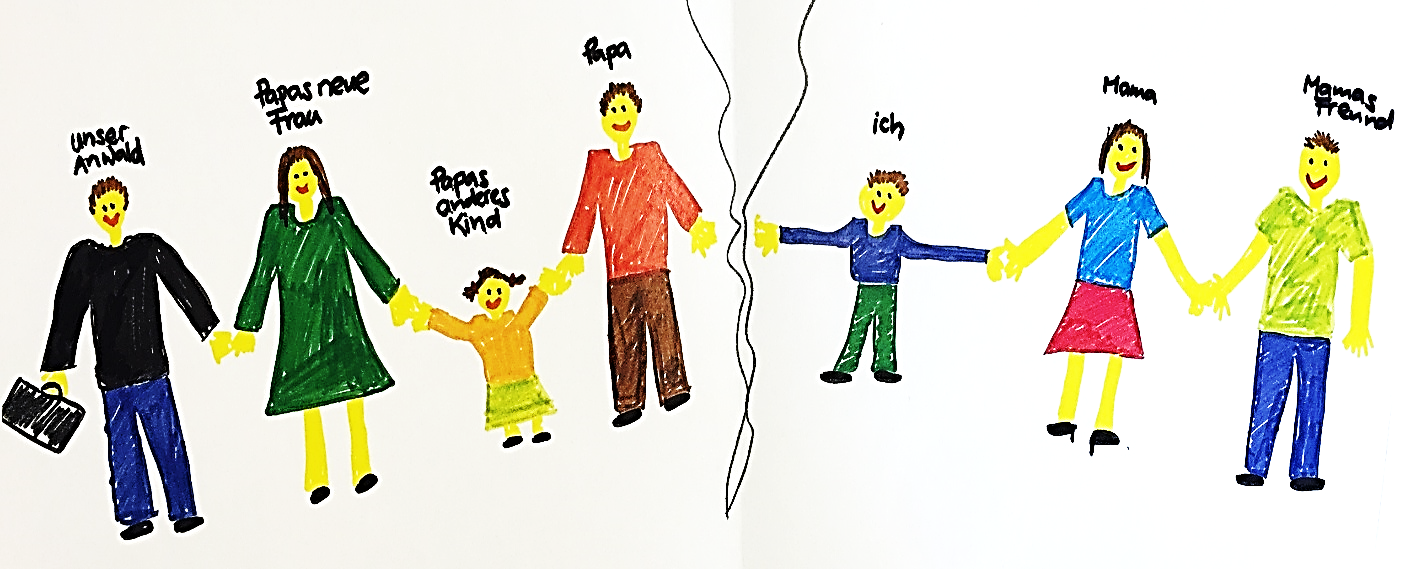 unser
Anwald
Papas neue
Frau
Papas
anderes
Kind
Papa
ich
Mama
Mamas
Freund